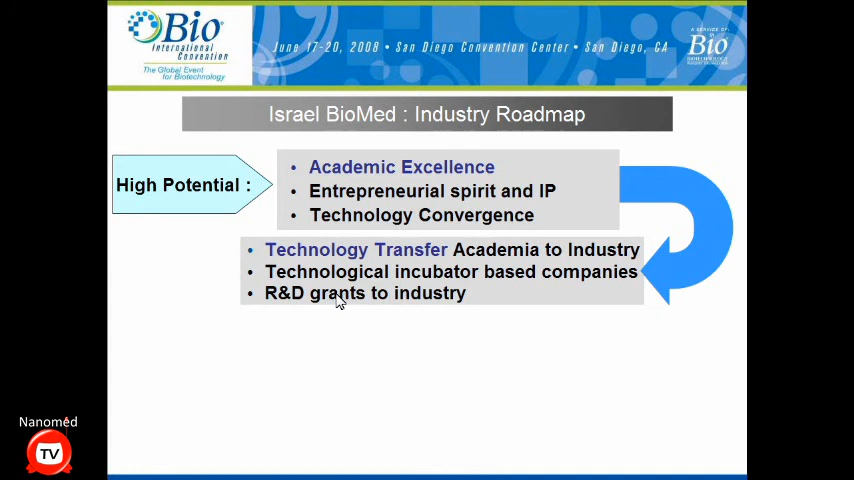 Bio
International
Convention
The Global Event
for Biotechnology
June 17-20, 2008 • San Diego Convention Center • San Diego, CA
A SERVICE OF:
Bio
Israel BioMed : Industry Roadmap
High Potential :
• Academic Excellence
• Entrepreneurial spirit and IP
• Technology Convergence
• Technology Transfer Academia to Industry
• Technological incubator based companies
• R&D grants to industry
Nanomed
TV